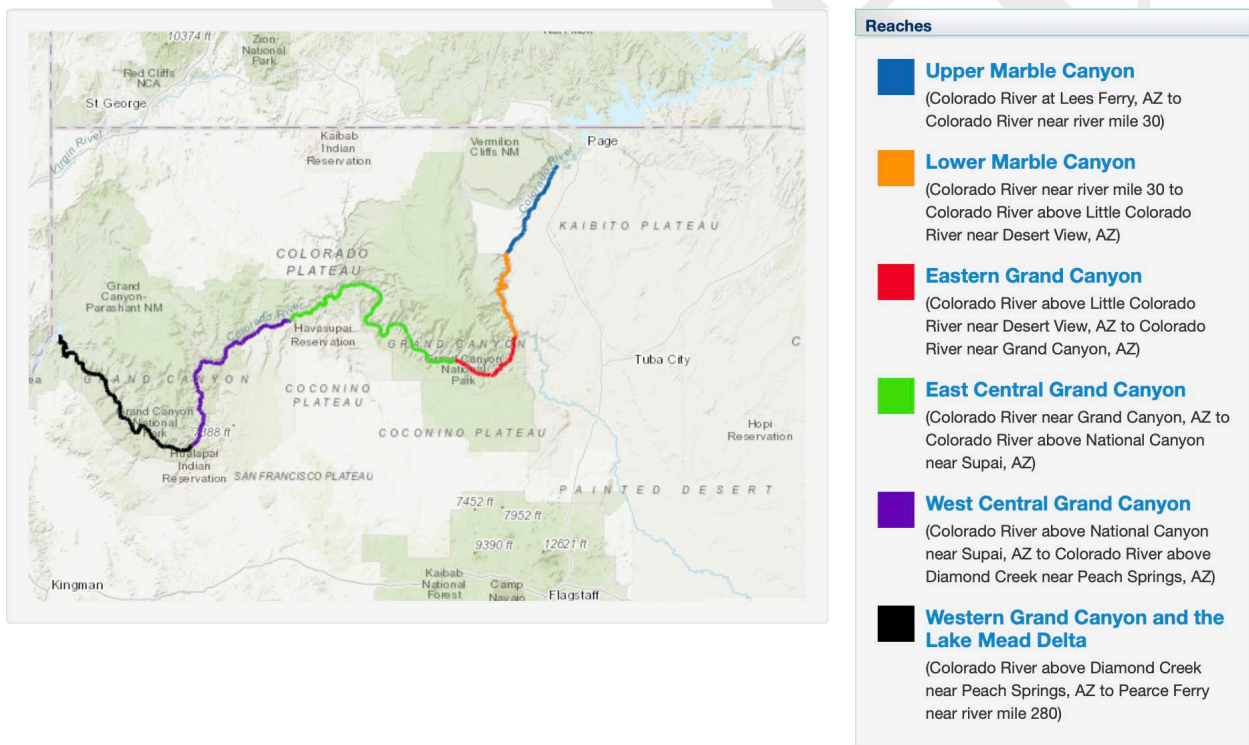 10374 ft
Zion
National
Park
Red Cliffs
NCA
St George
Virgin River
Kaibab
Indian
Reservation
Vermilion
Cliffs NM
Page
Colorado River
KAIBITO PLATEAU
COLORADO
PLATEAU
Grand
Canyon-
Parashant NM
Colorado River
Havasupai
Reservation
GRAND CANYON
Grand Canyon
National
Park
Tuba City
C
ea
GRAND CANYON
COCONINO
PLATEAU
Grand Canyon
National
Park
7388 ft
COCONINO PLATEAU
Hopi
Reservation
Hualapai
Indian
Reservation
SAN FRANCISCO PLATEAU
PAINTED DESERT
7452 ft
7952 ft
9390 ft
12621 ft
Kingman
Kaibab
National
Forest
Camp
Navajo
Flagstaff
Reaches
Upper Marble Canyon
(Colorado River at Lees Ferry, AZ to
Colorado River near river mile 30)
Lower Marble Canyon
(Colorado River near river mile 30 to
Colorado River above Little Colorado
River near Desert View, AZ)
Eastern Grand Canyon
(Colorado River above Little Colorado
River near Desert View, AZ to Colorado
River near Grand Canyon, AZ)
East Central Grand Canyon
(Colorado River near Grand Canyon, AZ to
Colorado River above National Canyon
near Supai, AZ)
West Central Grand Canyon
(Colorado River above National Canyon
near Supai, AZ to Colorado River above
Diamond Creek near Peach Springs, AZ)
Western Grand Canyon and the
Lake Mead Delta
(Colorado River above Diamond Creek
near Peach Springs, AZ to Pearce Ferry
near river mile 280)